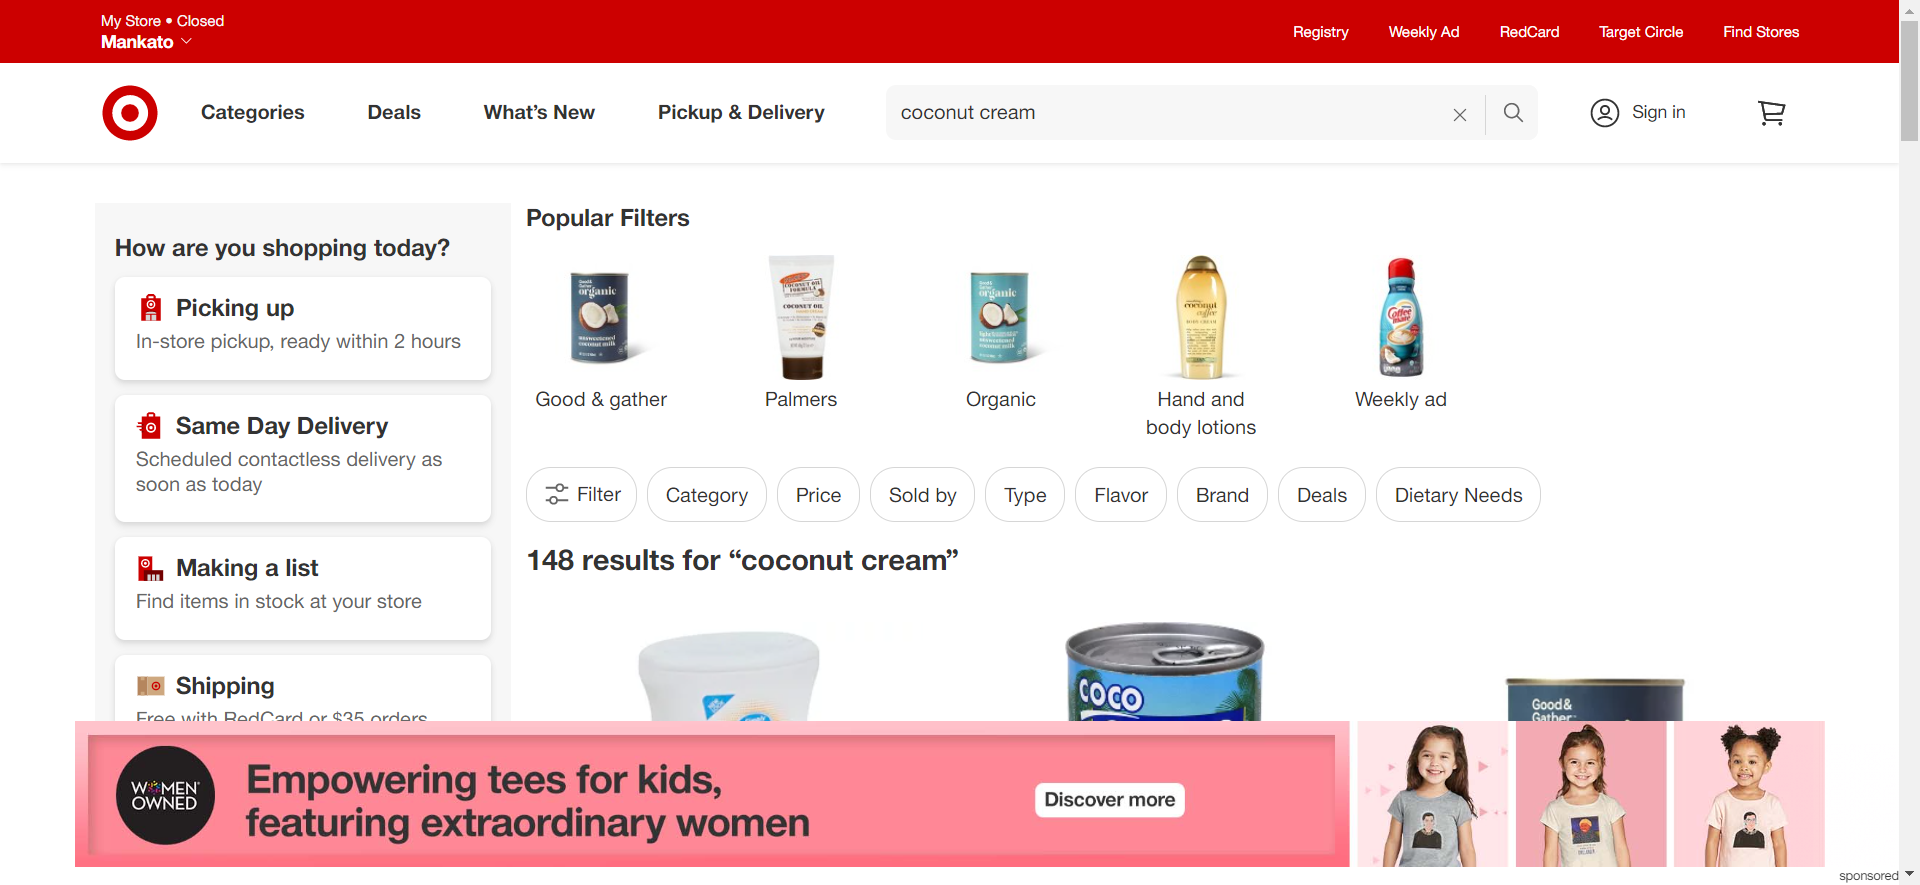 My Store • Closed
Mankato
Registry
Weekly Ad
RedCard
Target Circle
Find Stores
Categories
Deals
What's New
Pickup & Delivery
coconut cream
Sign in
How are you shopping today?
Picking up
In-store pickup, ready within 2 hours
Same Day Delivery
Scheduled contactless delivery as
soon as today
Making a list
Find items in stock at your store
Shipping
Free with RedCard or $35 orders
Popular Filters
Good & gather
Palmers
Organic
Hand and
body lotions
Weekly ad
Filter
Category
Price
Sold by
Type
Flavor
Brand
Deals
Dietary Needs
148 results for “coconut cream”
COCO
Good&
Gather
WOMEN
OWNED
Empowering tees for kids,
featuring extraordinary women
Discover more
sponsored